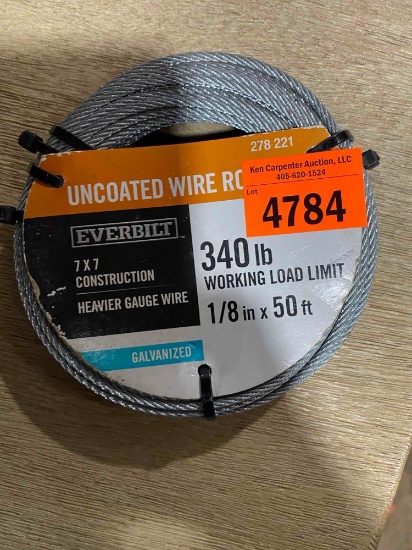 278 221
Ken Carpenter Auction, LLC
405-620-1524
Lot
4784
UNCOATED WIRE
EVERBILT
7 X 7
CONSTRUCTION
HEAVIER GAUGE WIRE
340 lb
WORKING LOAD LIMIT
1/8 in x 50 ft
GALVANIZED